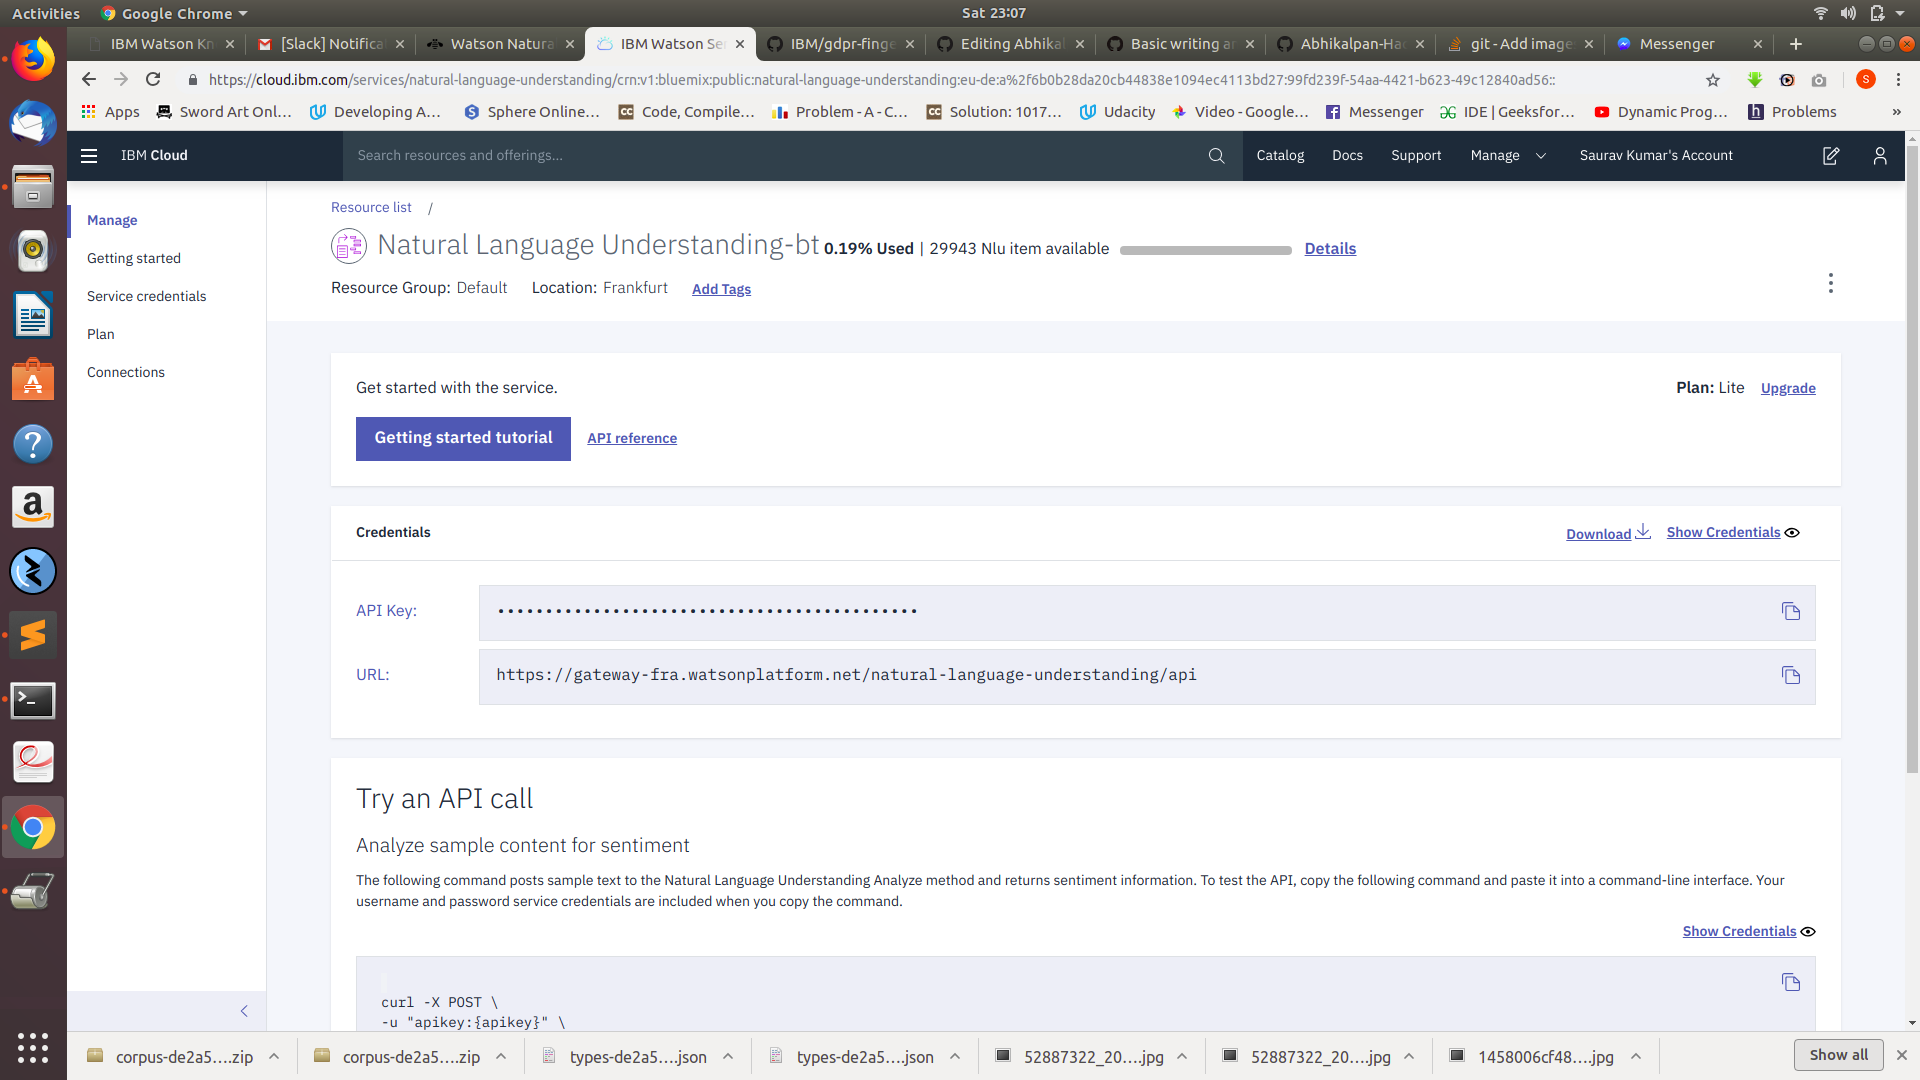 Activities Google Chrome Sat 23:07
IBM Watson Kn [Slack] Notifica Watson Natura IBM Watson Se IBM/gdpr-finge Editing Abhikal Basic writing an Abhikalpan-Hac git - Add image Messenger
https://cloud.ibm.com/services/natural-language-understanding/crn:v1:bluemix:public:natural-language-understanding:eu-de:a%2f6b0b28da20cb44838e1094ec4113bd27:99fd239f-54aa-4421-b623-49c12840ad56:: S
Apps Sword Art Onl... Developing A... Sphere Online... Code, Compile... Problem - A - C... Solution: 1017... Udacity Video - Google... Messenger IDE | Geeksfor... Dynamic Prog... Problems »
IBM Cloud Search resources and offerings... Catalog Docs Support Manage Saurav Kumar's Account
Manage
Getting started
Service credentials
Plan
Connections
Resource list /
Natural Language Understanding-bt 0.19% Used | 29943 Nlu item available Details
Resource Group: Default Location: Frankfurt Add Tags
Get started with the service. Plan: Lite Upgrade
Getting started tutorial API reference
Credentials Download Show Credentials
API Key: ••••••••••••••••••••••••••••••••••••••••••••
URL: https://gateway-fra.watsonplatform.net/natural-language-understanding/api
Try an API call
Analyze sample content for sentiment
The following command posts sample text to the Natural Language Understanding Analyze method and returns sentiment information. To test the API, copy the following command and paste it into a command-line interface. Your
username and password service credentials are included when you copy the command.
Show Credentials
curl -X POST \
-u "apikey:{apikey}" \
corpus-de2a5....zip corpus-de2a5....zip types-de2a5....json types-de2a5....json 52887322_20....jpg 52887322_20....jpg 1458006cf48....jpg Show all